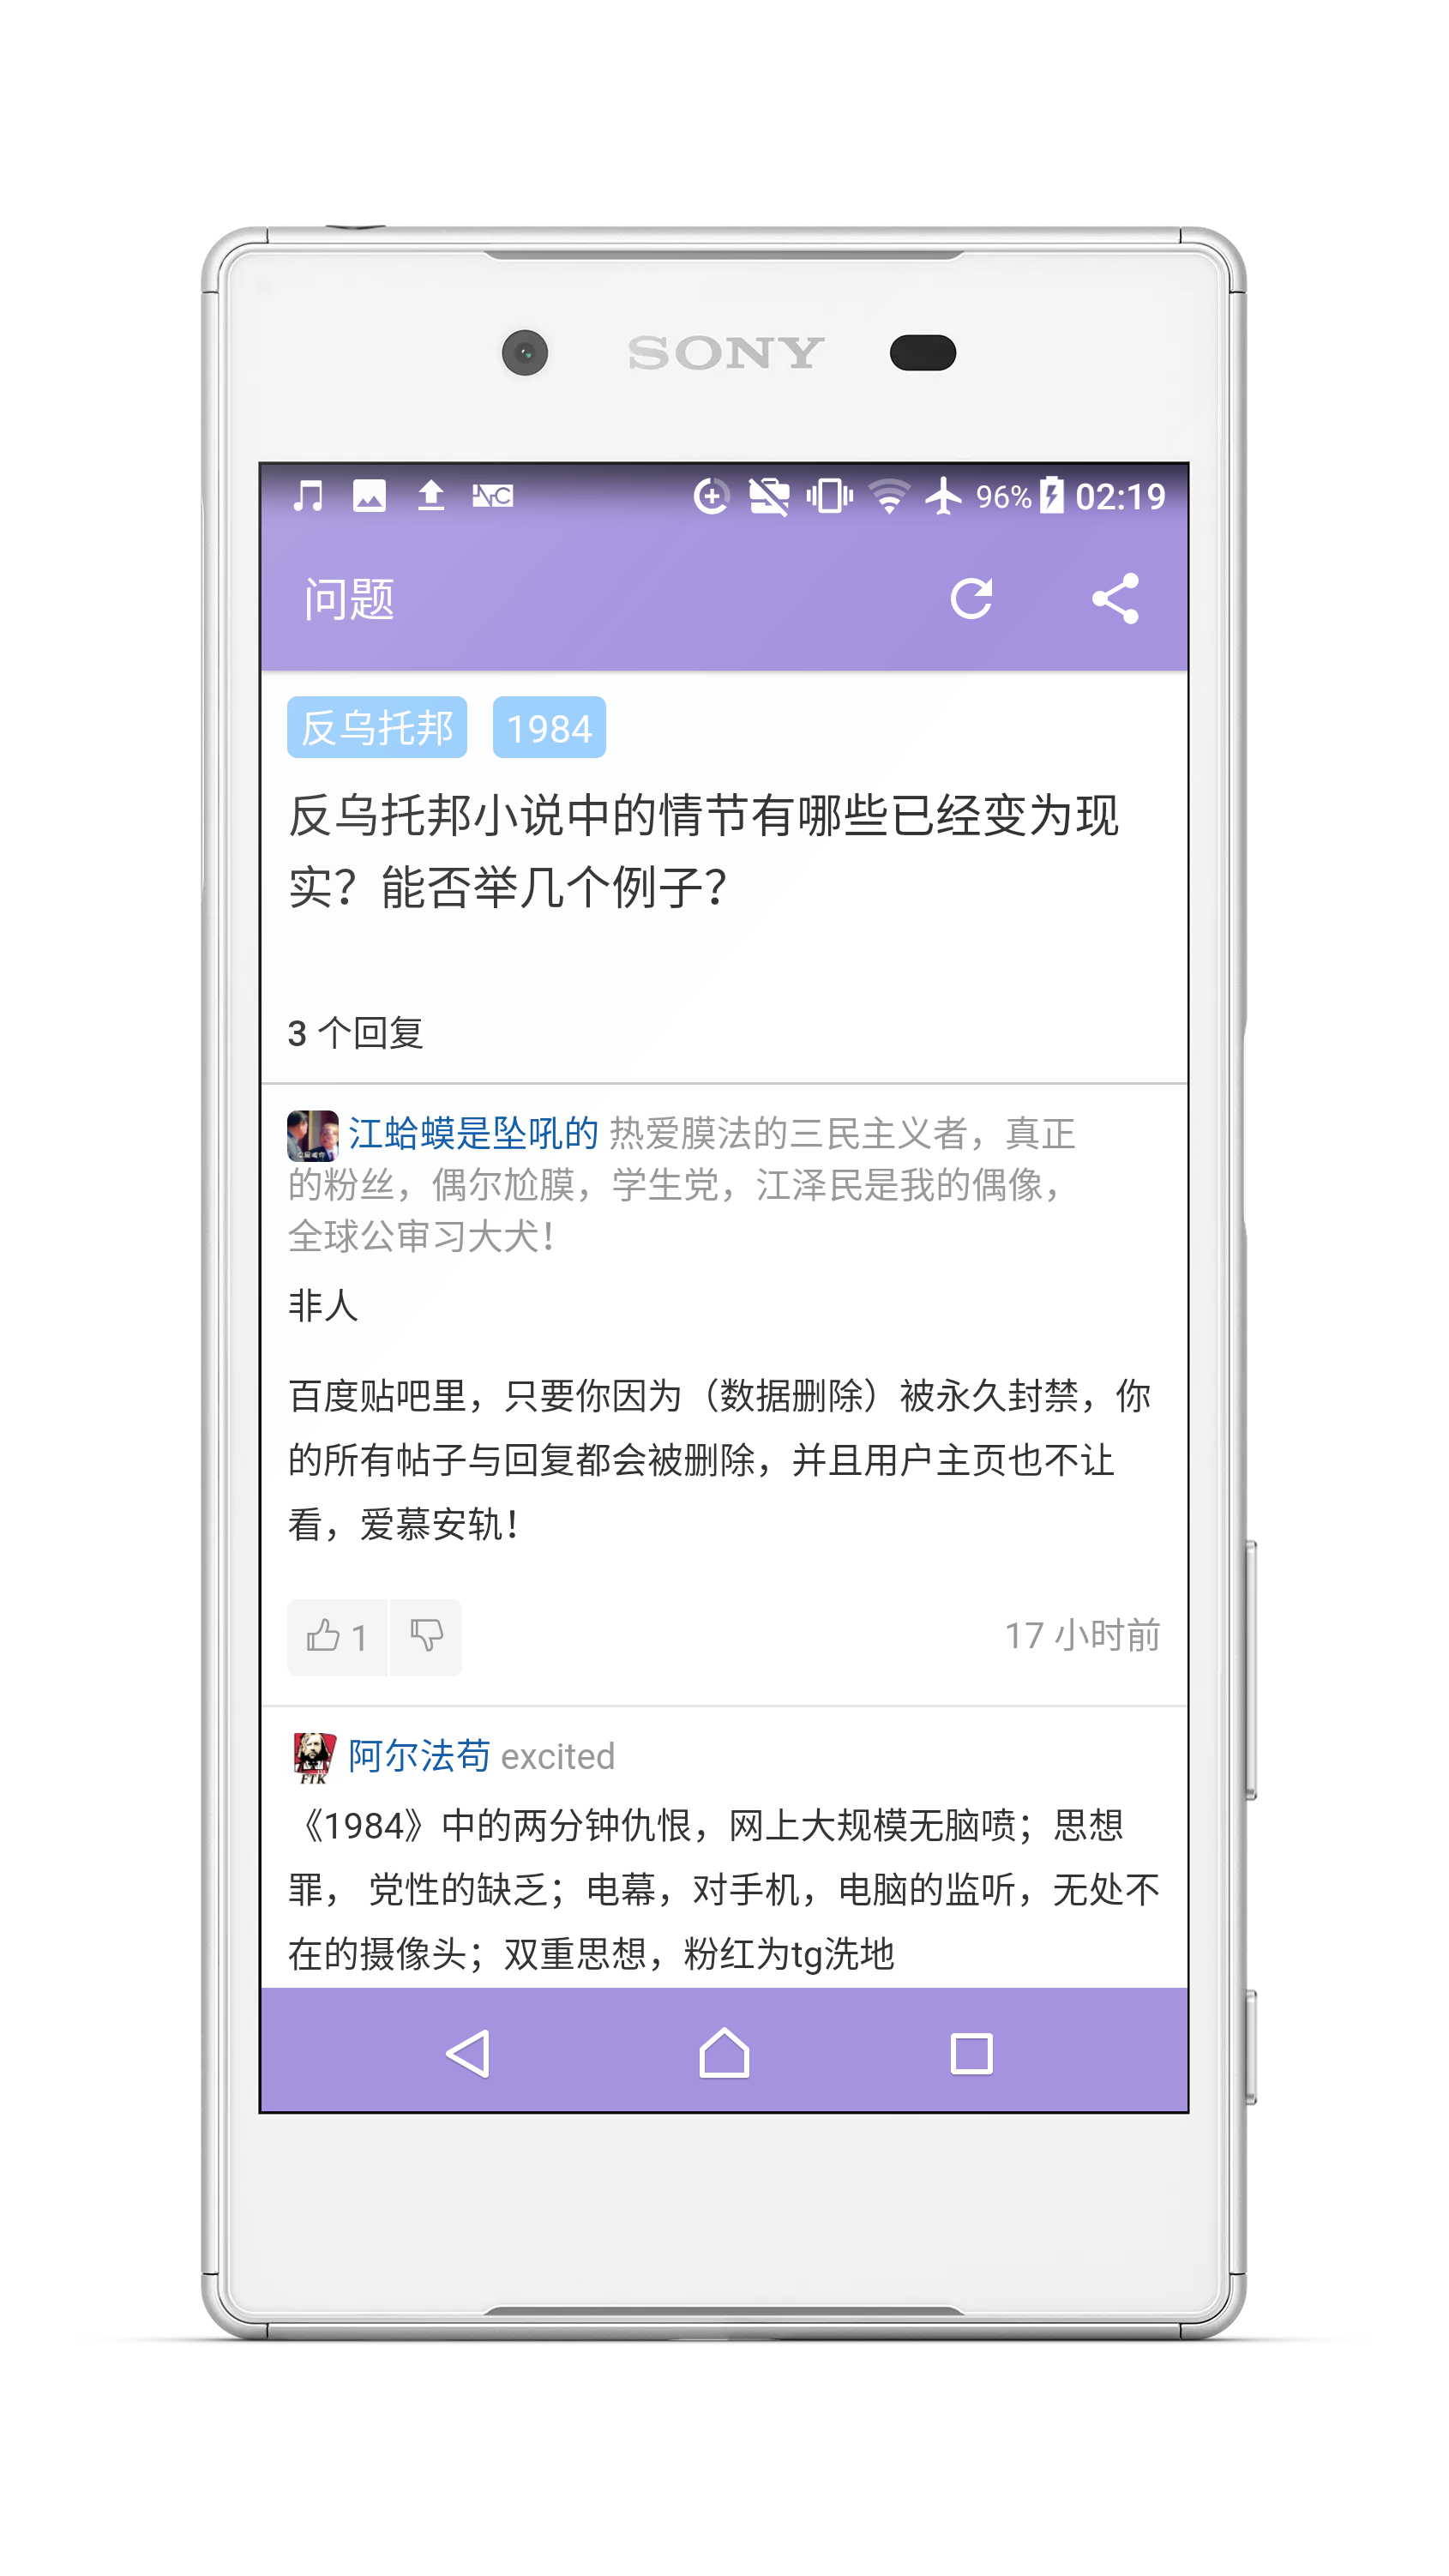 SONY
96% 02:19
问题
反乌托邦 1984
反乌托邦小说中的情节有哪些已经变为现
实？能否举几个例子？
3 个回复
江蛤蟆是坠吼的 热爱膜法的三民主义者，真正
的粉丝，偶尔尬膜，学生党，江泽民是我的偶像，
全球公审习大犬！
非人
百度贴吧里，只要你因为（数据删除）被永久封禁，你
的所有帖子与回复都会被删除，并且用户主页也不让
看，爱慕安轨！
1 17 小时前
FTK
阿尔法苟 excited
《1984》中的两分钟仇恨，网上大规模无脑喷；思想
罪， 党性的缺乏；电幕，对手机，电脑的监听，无处不
在的摄像头；双重思想，粉红为tg洗地